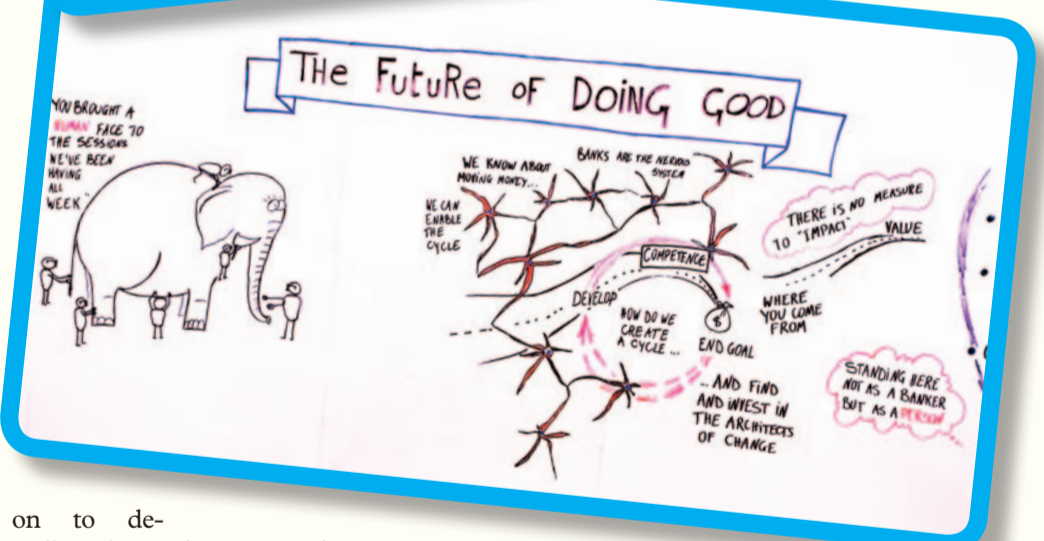 THE FUTURE OF DOING GOOD
YOU BROUGHT A
HUMAN FACE TO
THE SESSIONS
WE'VE BEEN
HAVING
ALL
WEEK
WE KNOW ABOUT
MOVING MONEY...
BANKS ARE THE NERVOUS
SYSTEM
WE CAN
ENABLE
THE
CYCLE
COMPETENCE
DEVELOP
HOW DO WE
CREATE
A CYCLE...
$
END GOAL
... AND FIND
AND INVEST IN
THE ARCHITECTS
OF CHANGE
THERE IS NO MEASURE
TO "IMPACT"
VALUE
WHERE
YOU COME
FROM
STANDING HERE
NOT AS A BANKER
BUT AS A PERSON
on to de-